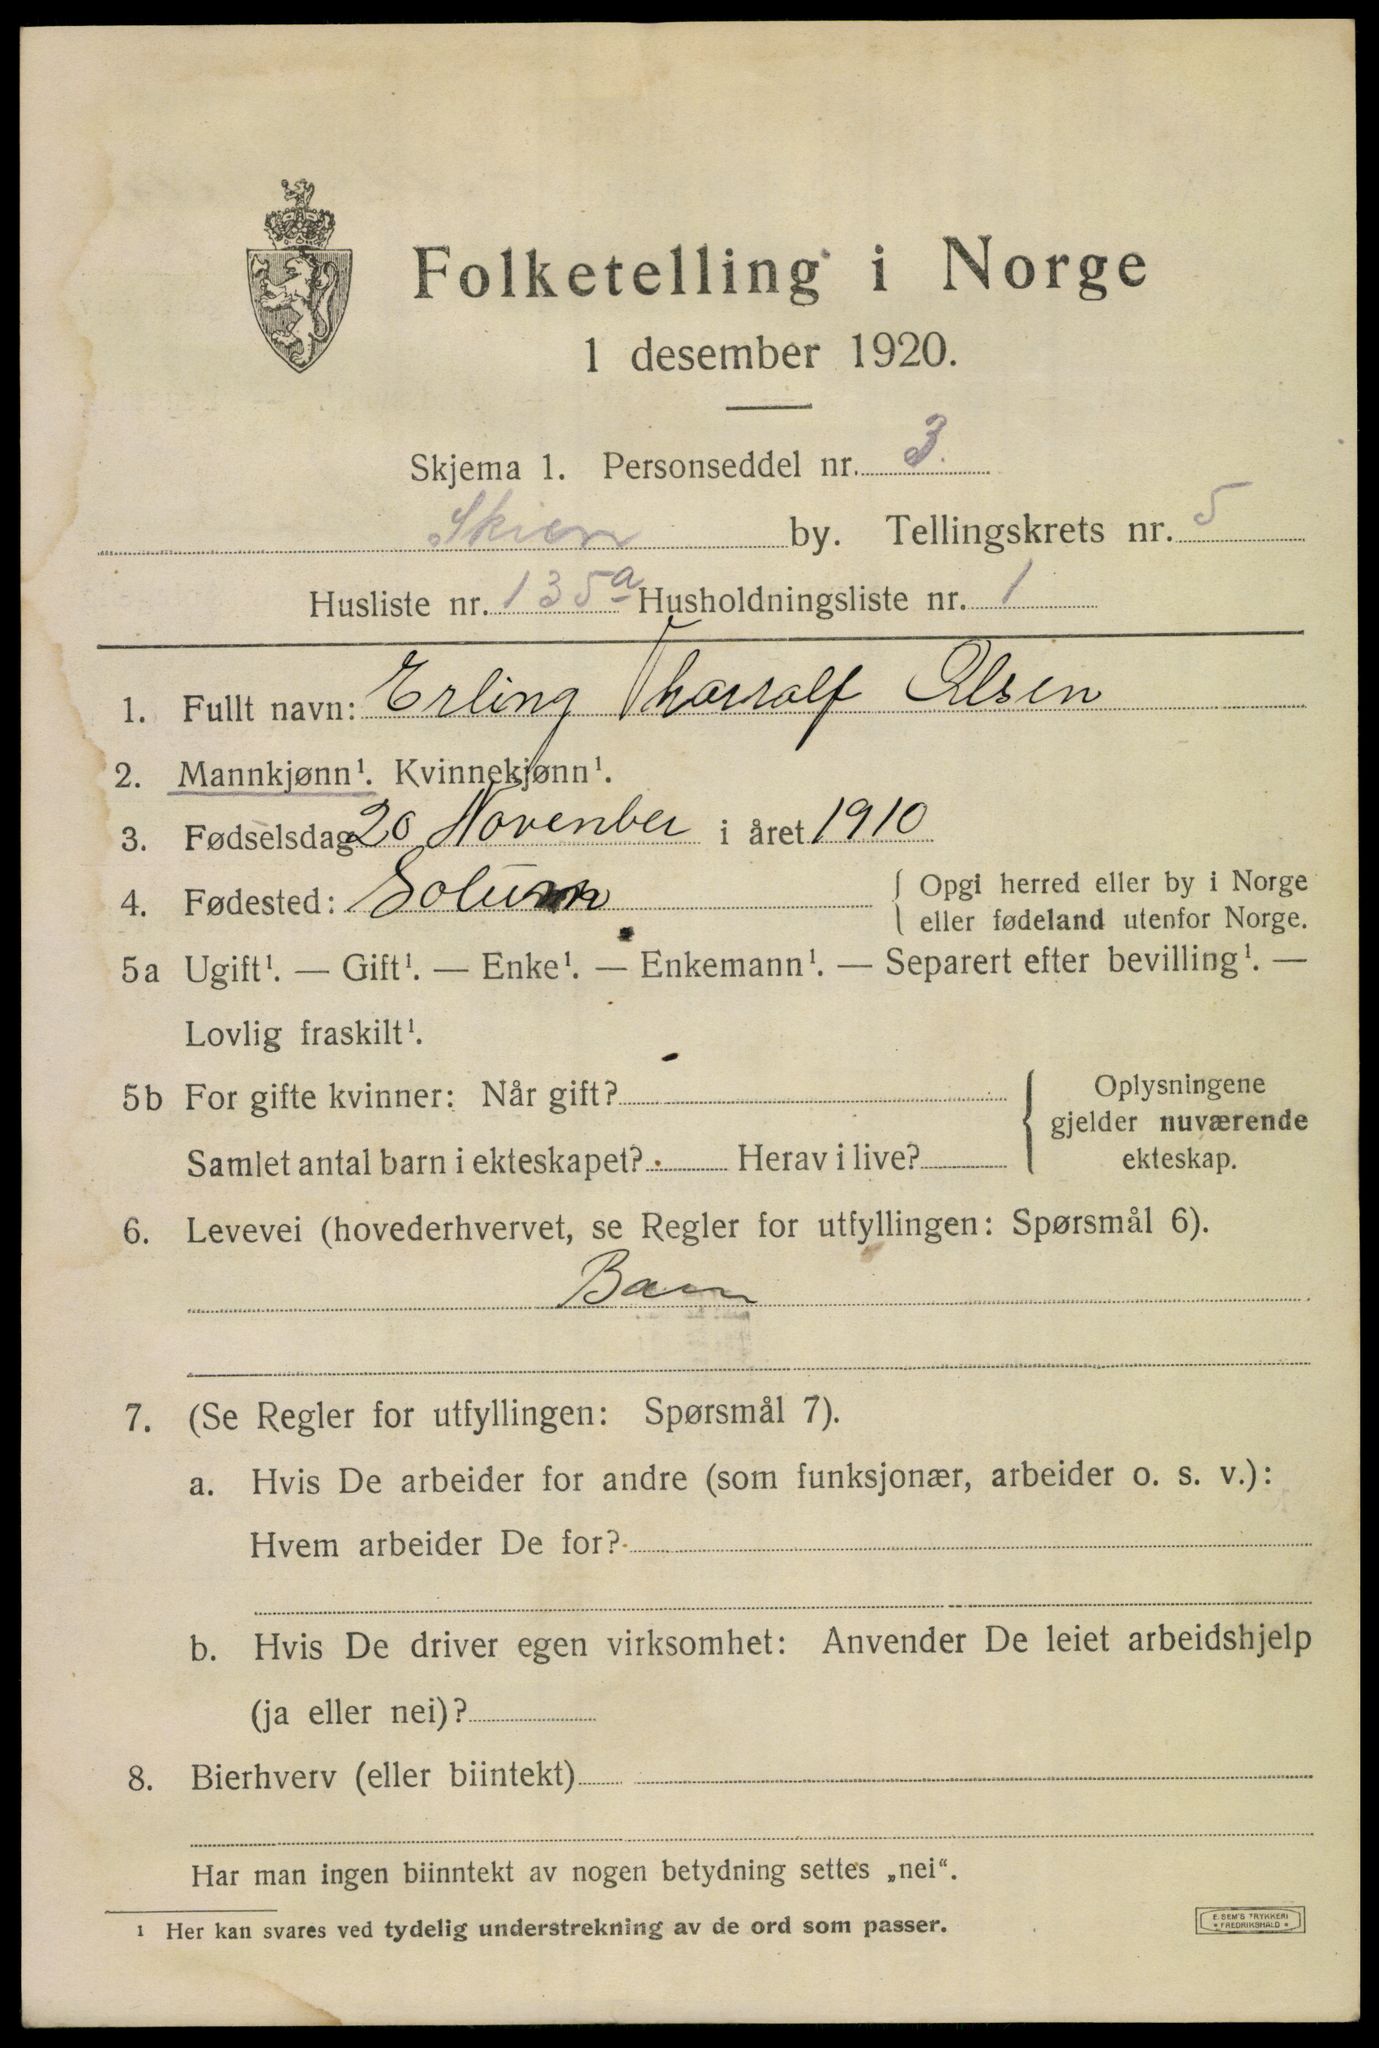 Folketelling i Norge
1 desember 1920.
Skjema 1. Personseddel nr. 3.
Skien by. Tellingskrets nr. 5
Husliste nr. 135a Husholdningsliste nr. 1
1. Fullt navn: Erling Thorralf Olsen
2. Mannkjønn¹. Kvinnekjønn¹.
3. Fødselsdag 20 November i året 1910
4. Fødested: Solum { Opgi herred eller by i Norge
eller fødeland utenfor Norge.
5a Ugift¹. — Gift¹. — Enke¹. — Enkemann¹. — Separert efter bevilling¹. —
Lovlig fraskilt¹.
5b For gifte kvinner: Når gift? { Oplysningene
gjelder nuværende
Samlet antal barn i ekteskapet? Herav i live? ekteskap.
6. Levevei (hovederhvervet, se Regler for utfyllingen: Spørsmål 6).
Barn
7. (Se Regler for utfyllingen: Spørsmål 7).
a. Hvis De arbeider for andre (som funksjonær, arbeider o. s. v.):
Hvem arbeider De for?
b. Hvis De driver egen virksomhet: Anvender De leiet arbeidshjelp
(ja eller nei)?
8. Bierhverv (eller biintekt)
Har man ingen biinntekt av nogen betydning settes „nei“.
1 Her kan svares ved tydelig understrekning av de ord som passer.
E. SEM'S TRYKKERI
* FREDRIKSHALD *